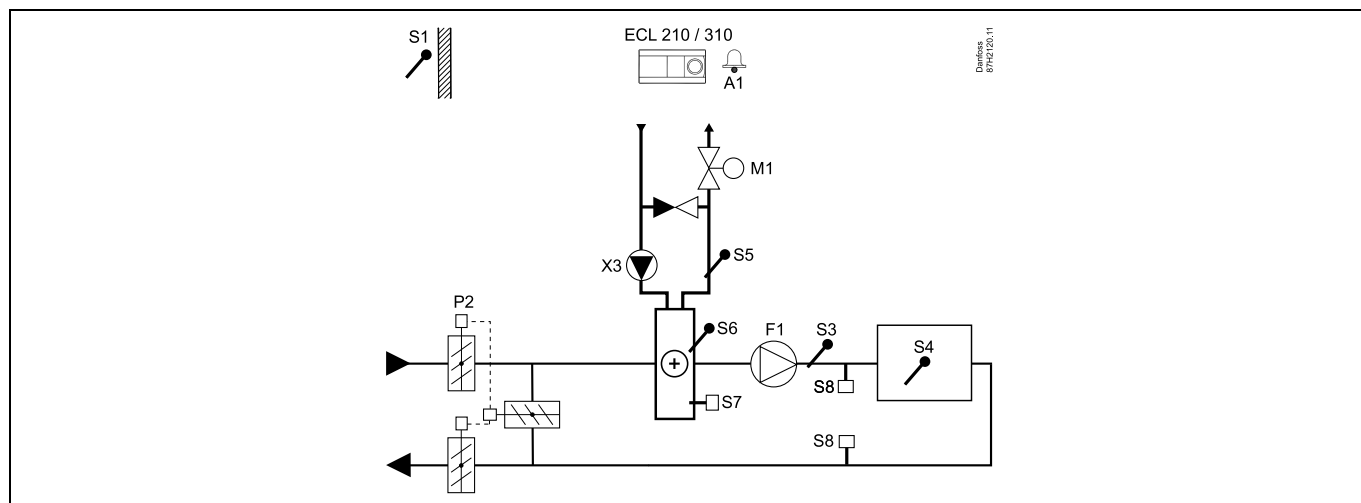 S1
ECL 210 / 310
A1
Danfoss
87H2120.11
M1
S5
X3
P2
S6
F1
S3
S4
S8
S7
S8